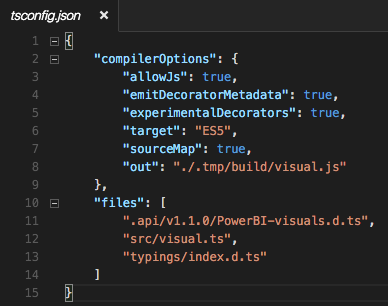 tsconfig.json ×
1 {
2 "compilerOptions": {
3 "allowJs": true,
4 "emitDecoratorMetadata": true,
5 "experimentalDecorators": true,
6 "target": "ES5",
7 "sourceMap": true,
8 "out": "./.tmp/build/visual.js"
9 },
10 "files": [
11 ".api/v1.1.0/PowerBI-visuals.d.ts",
12 "src/visual.ts",
13 "typings/index.d.ts"
14 ]
15 }